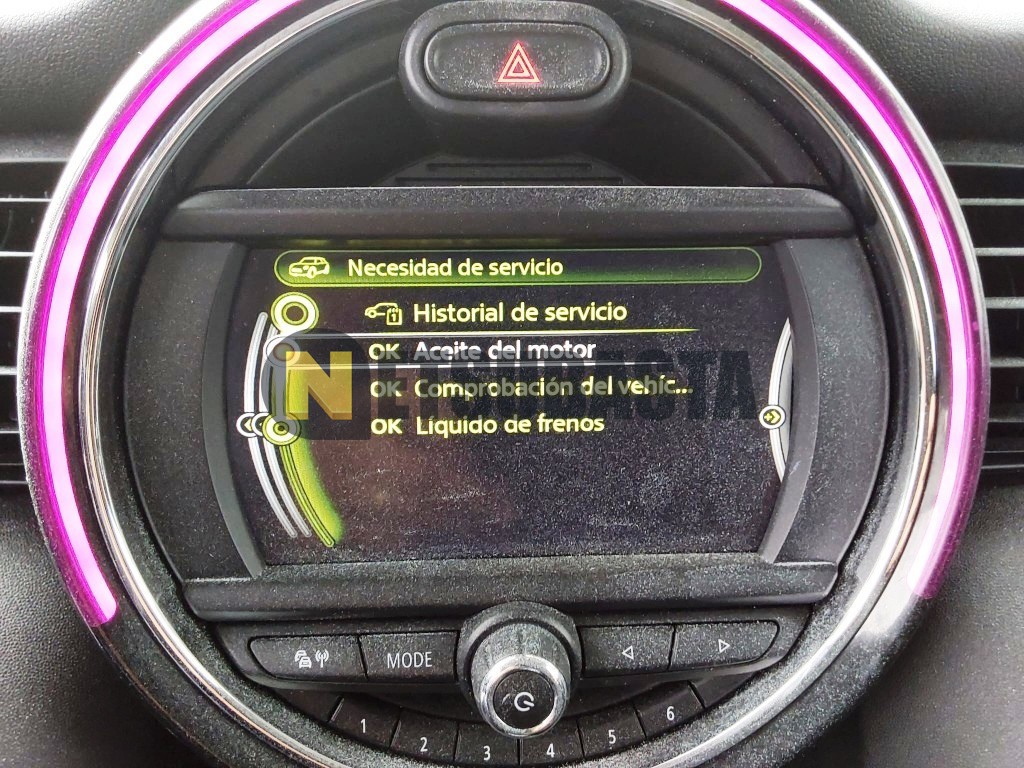 Necesidad de servicio
Historial de servicio
OK Aceite del motor
NETSUBASTA
OK Comprobación del vehíc...
OK Líquido de frenos
MODE
1
2
3
4
5
6